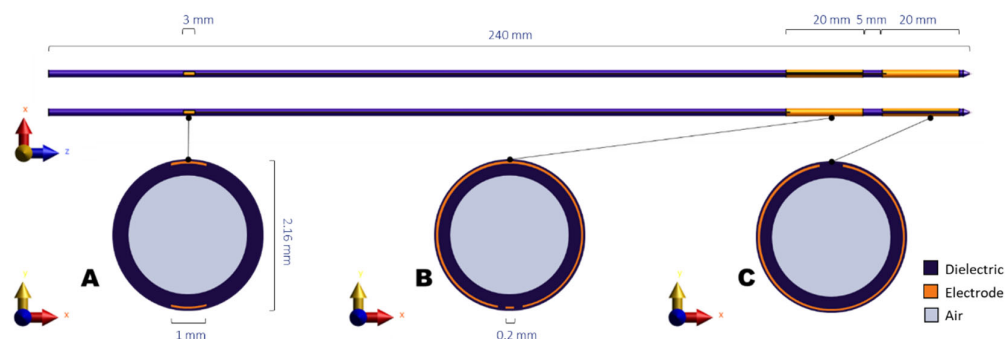 3 mm
20 mm 5 mm 20 mm
240 mm
x
z
2.16 mm
A
B
C
Y
x
Y
x
Y
x
1 mm
0.2 mm
Dielectric
Electrode
Air